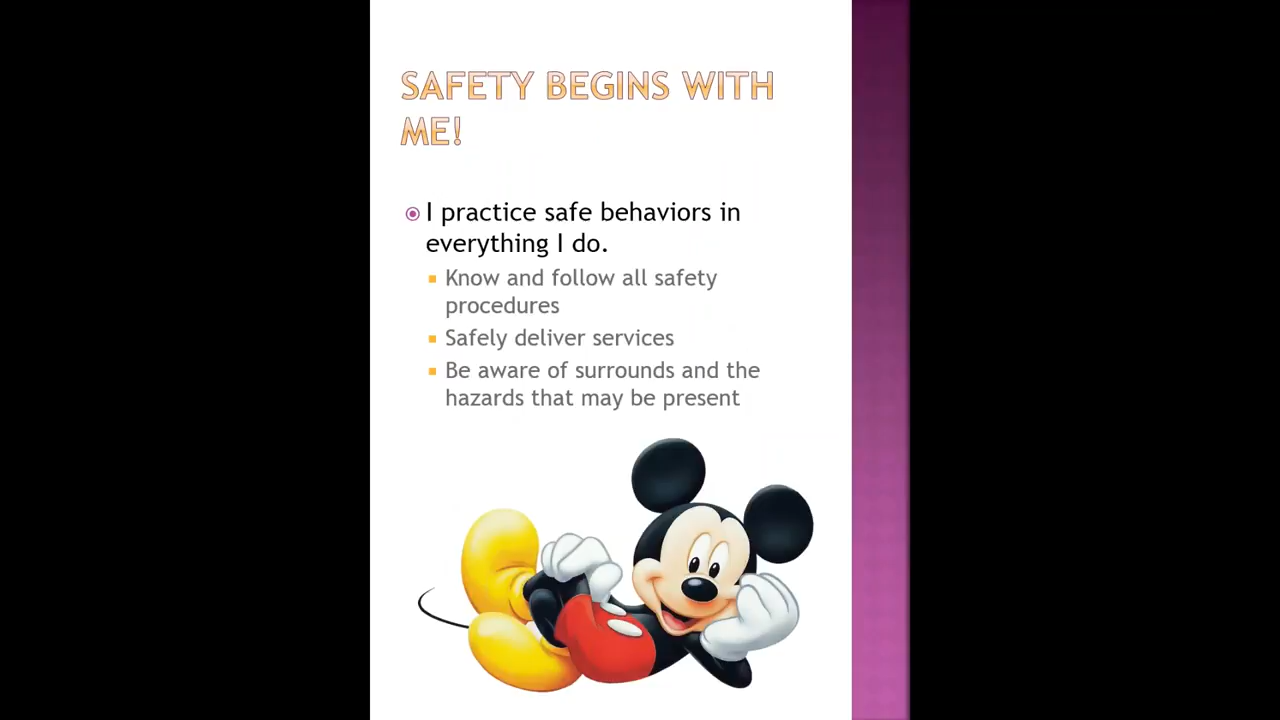 SAFETY BEGINS WITH
ME!
I practice safe behaviors in
everything I do.
Know and follow all safety
procedures
Safely deliver services
Be aware of surrounds and the
hazards that may be present